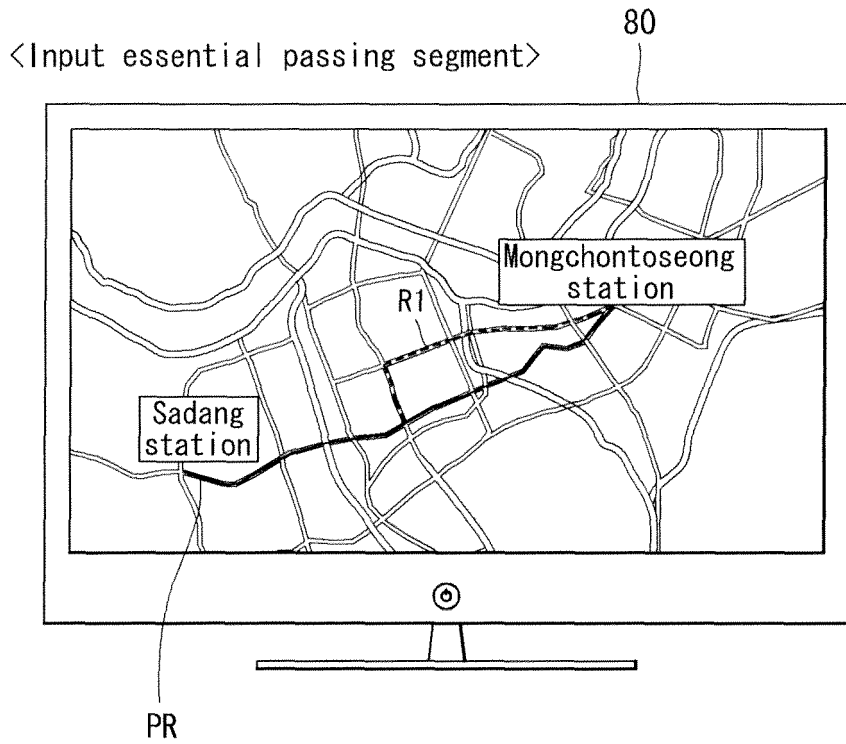 80
<Input essential passing segment>
Mongchontoseong
station
R1
Sadang
station
PR